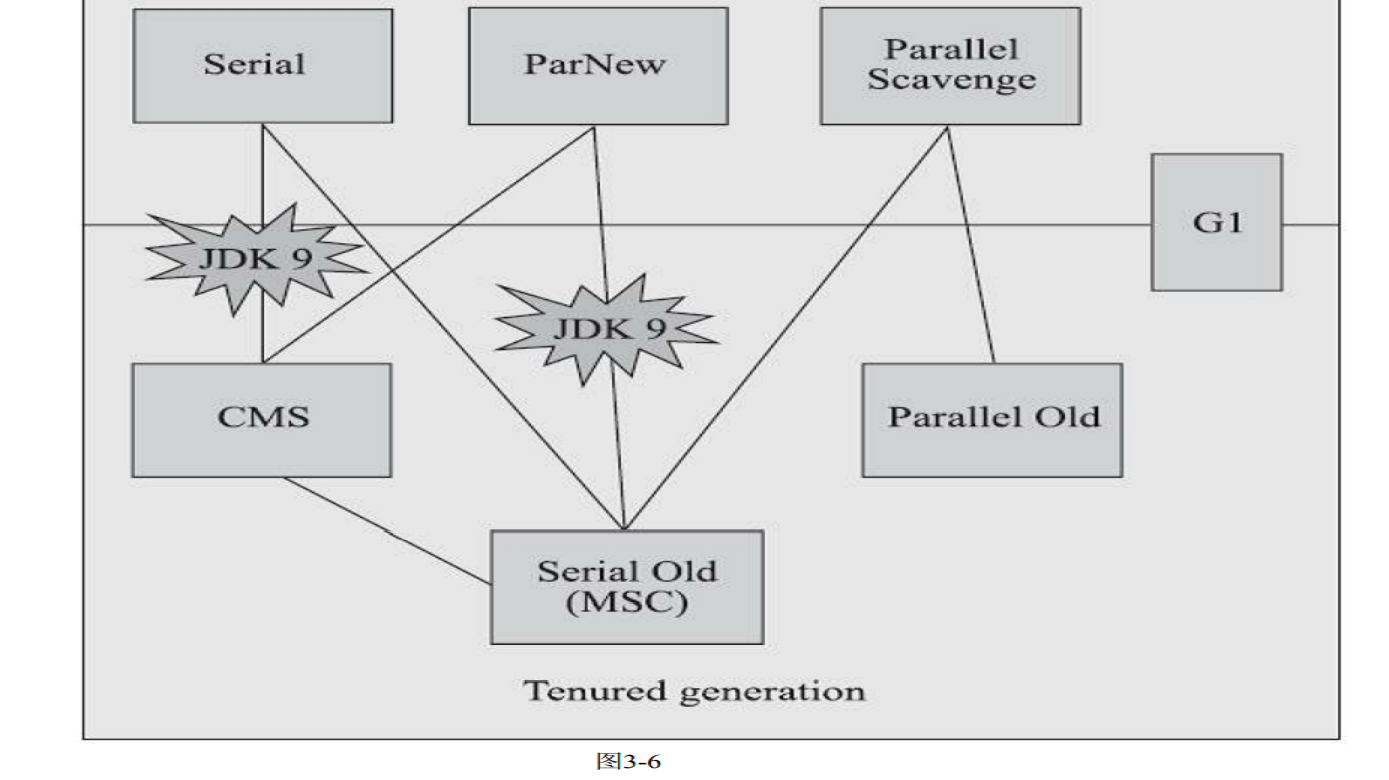 Serial
ParNew
Parallel
Scavenge
G1
JDK 9
JDK 9
CMS
Parallel Old
Serial Old
(MSC)
Tenured generation
图3-6